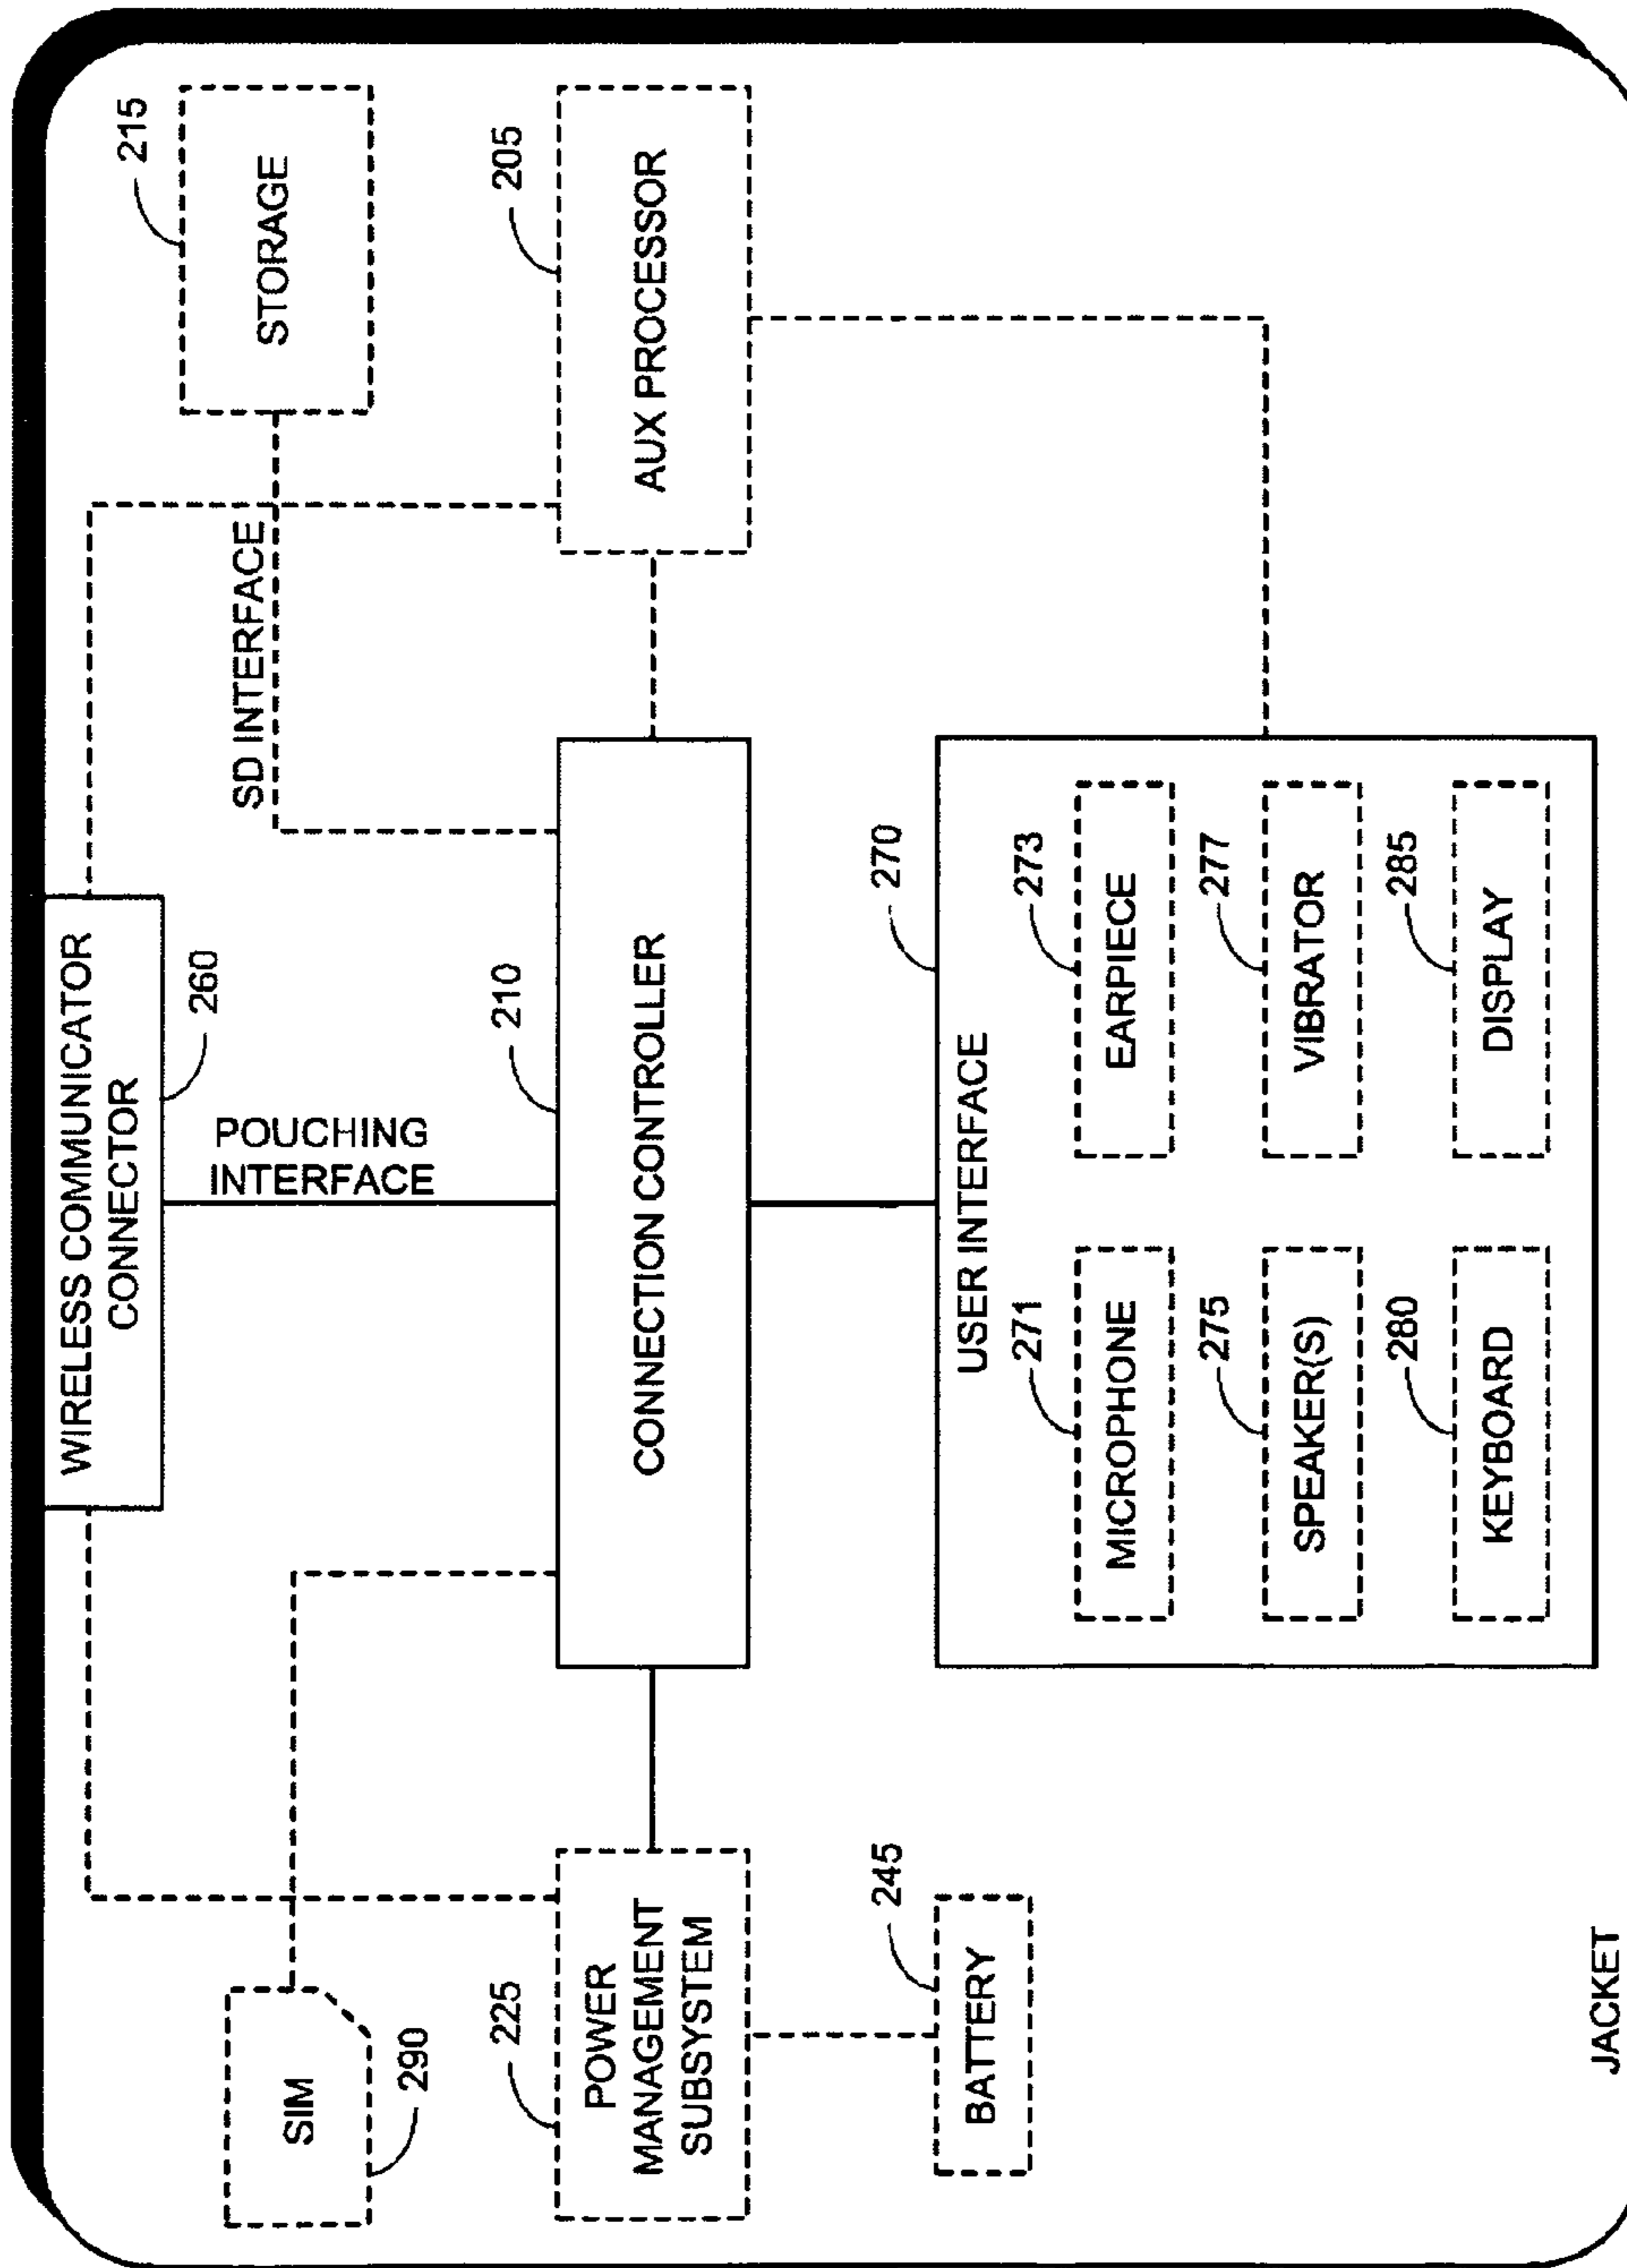 WIRELESS COMMUNICATOR
CONNECTOR
260
SIM
290
POUCHING
INTERFACE
SD INTERFACE
215
STORAGE
225
POWER
MANAGEMENT
SUBSYSTEM
210
CONNECTION CONTROLLER
205
AUX PROCESSOR
245
BATTERY
270
USER INTERFACE
271
MICROPHONE
273
EARPIECE
275
SPEAKER(S)
277
VIBRATOR
280
KEYBOARD
285
DISPLAY
JACKET